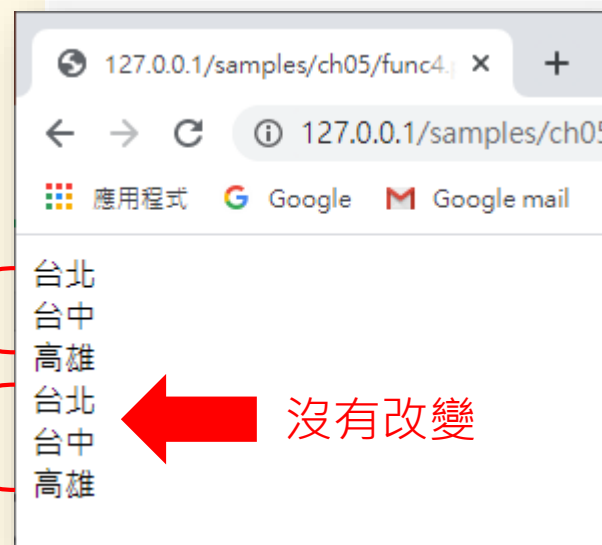 127.0.0.1/samples/ch05/func4.
127.0.0.1/samples/ch05
應用程式 Google Google mail
台北
台中
高雄
台北
沒有改變
台中
高雄